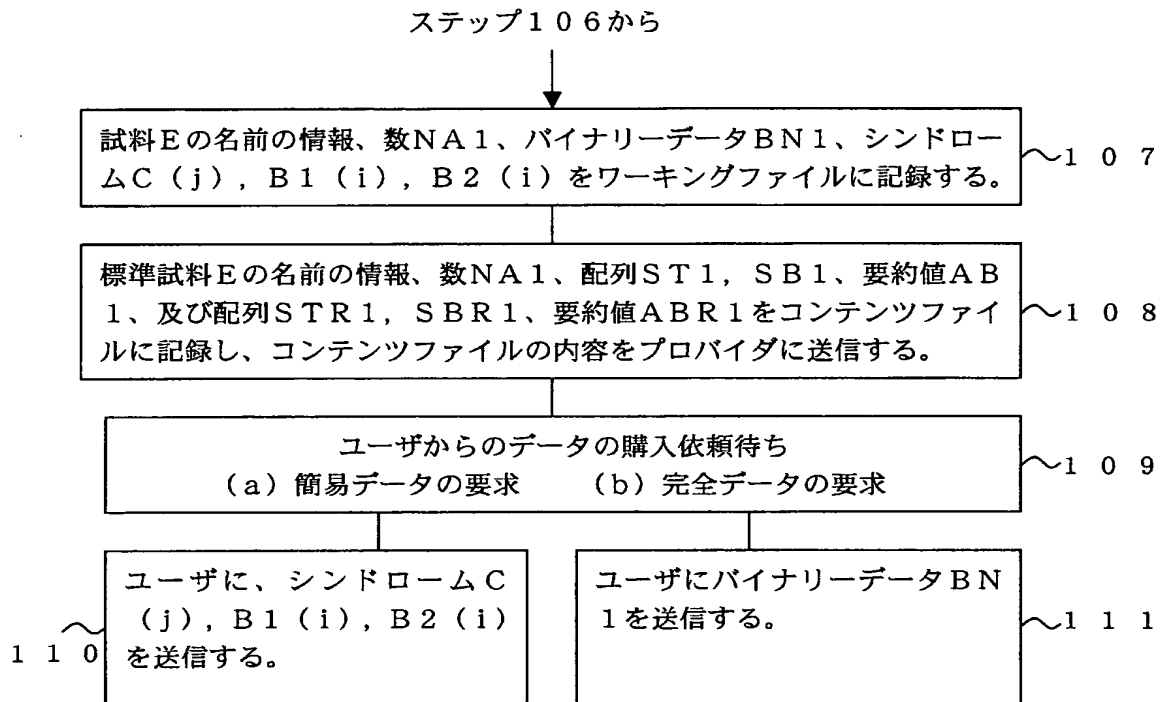 ステップ106から
試料Eの名前の情報、数NA1、バイナリーデータBN1、シンドロー
ムC(j),B1(i),B2(i)をワーキングファイルに記録する。
107
標準試料Eの名前の情報、数NA1、配列ST1,SB1、要約値AB
1、及び配列STR1,SBR1、要約値ABR1をコンテンツファイ
ルに記録し、コンテンツファイルの内容をプロバイダに送信する。
108
ユーザからのデータの購入依頼待ち
(a)簡易データの要求 (b)完全データの要求
109
ユーザに、シンドロームC
(j),B1(i),B2(i)
を送信する。
110
ユーザにバイナリーデータBN
1を送信する。
111